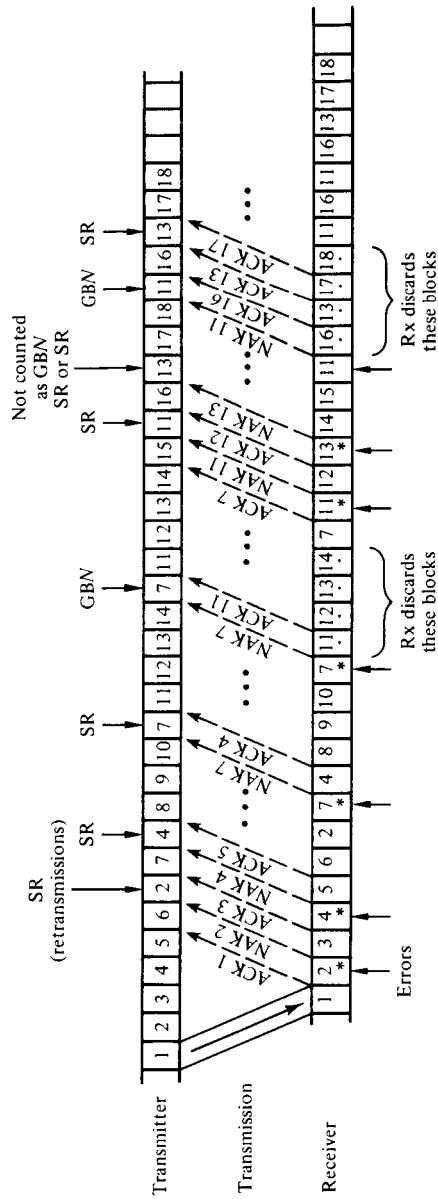 Not counted
as GBN
SR or SR
SR
(retransmissions)
SR SR GBN SR GBN SR
Transmitter 1 2 3 4 5 6 2 7 4 8 9 10 7 11 12 13 14 7 11 12 13 14 15 11 16 13 17 18 11 16 13 17 18
Transmission ACK 1 NAK 2 ACK 3 NAK 4 ACK 5 ••• NAK 7 ACK 4 ••• NAK 7 ACK 11 ••• ACK 7 NAK 11 ACK 12 NAK 13 ••• NAK 11 ACK 16 ACK 13 ACK 17 •••
Receiver 1 2 3 4 5 6 2 7 4 8 9 10 7 11 12 13 14 7 11 12 13 14 15 11 16 13 17 18 11 16 11 16 13 17 18
* * * * . . . . * * . . . .
Errors
Rx discards
these blocks
Rx discards
these blocks